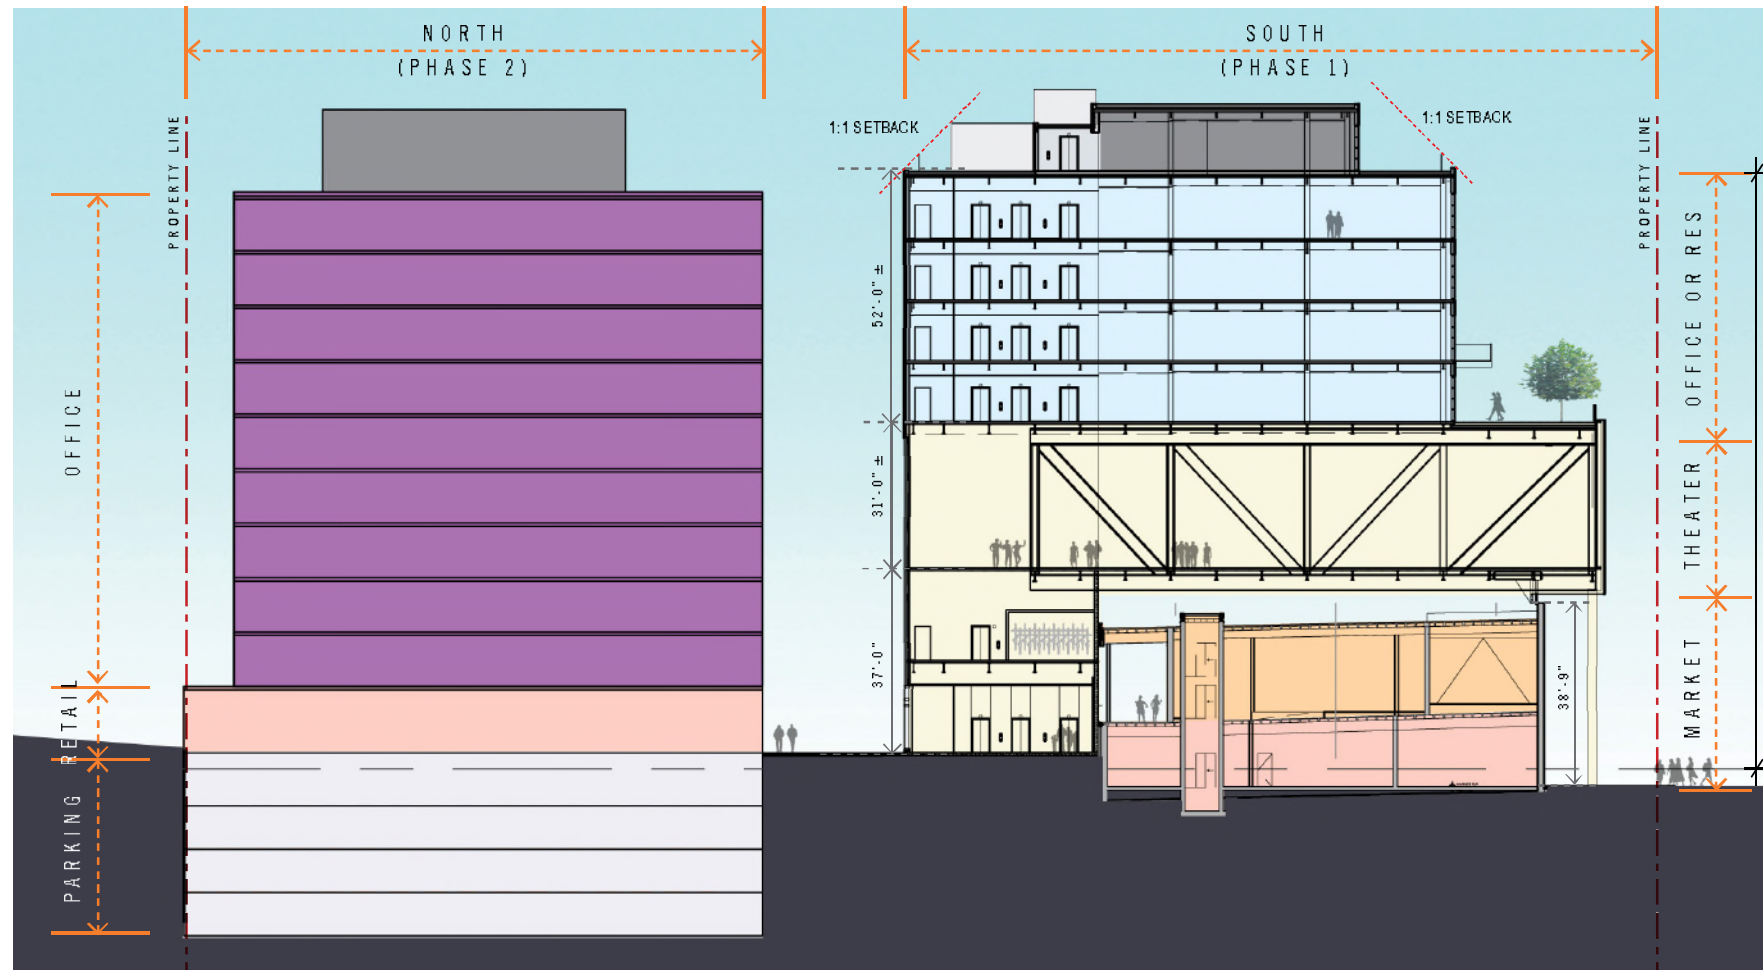 NORTH
(PHASE 2)
SOUTH
(PHASE 1)
PROPERTY LINE
1:1 SETBACK
1:1 SETBACK
PROPERTY LINE
OFFICE
RETAIL
PARKING
52'-0" ±
31'-0" ±
37'-0"
38'-9"
OFFICE OR RES
THEATER
MARKET